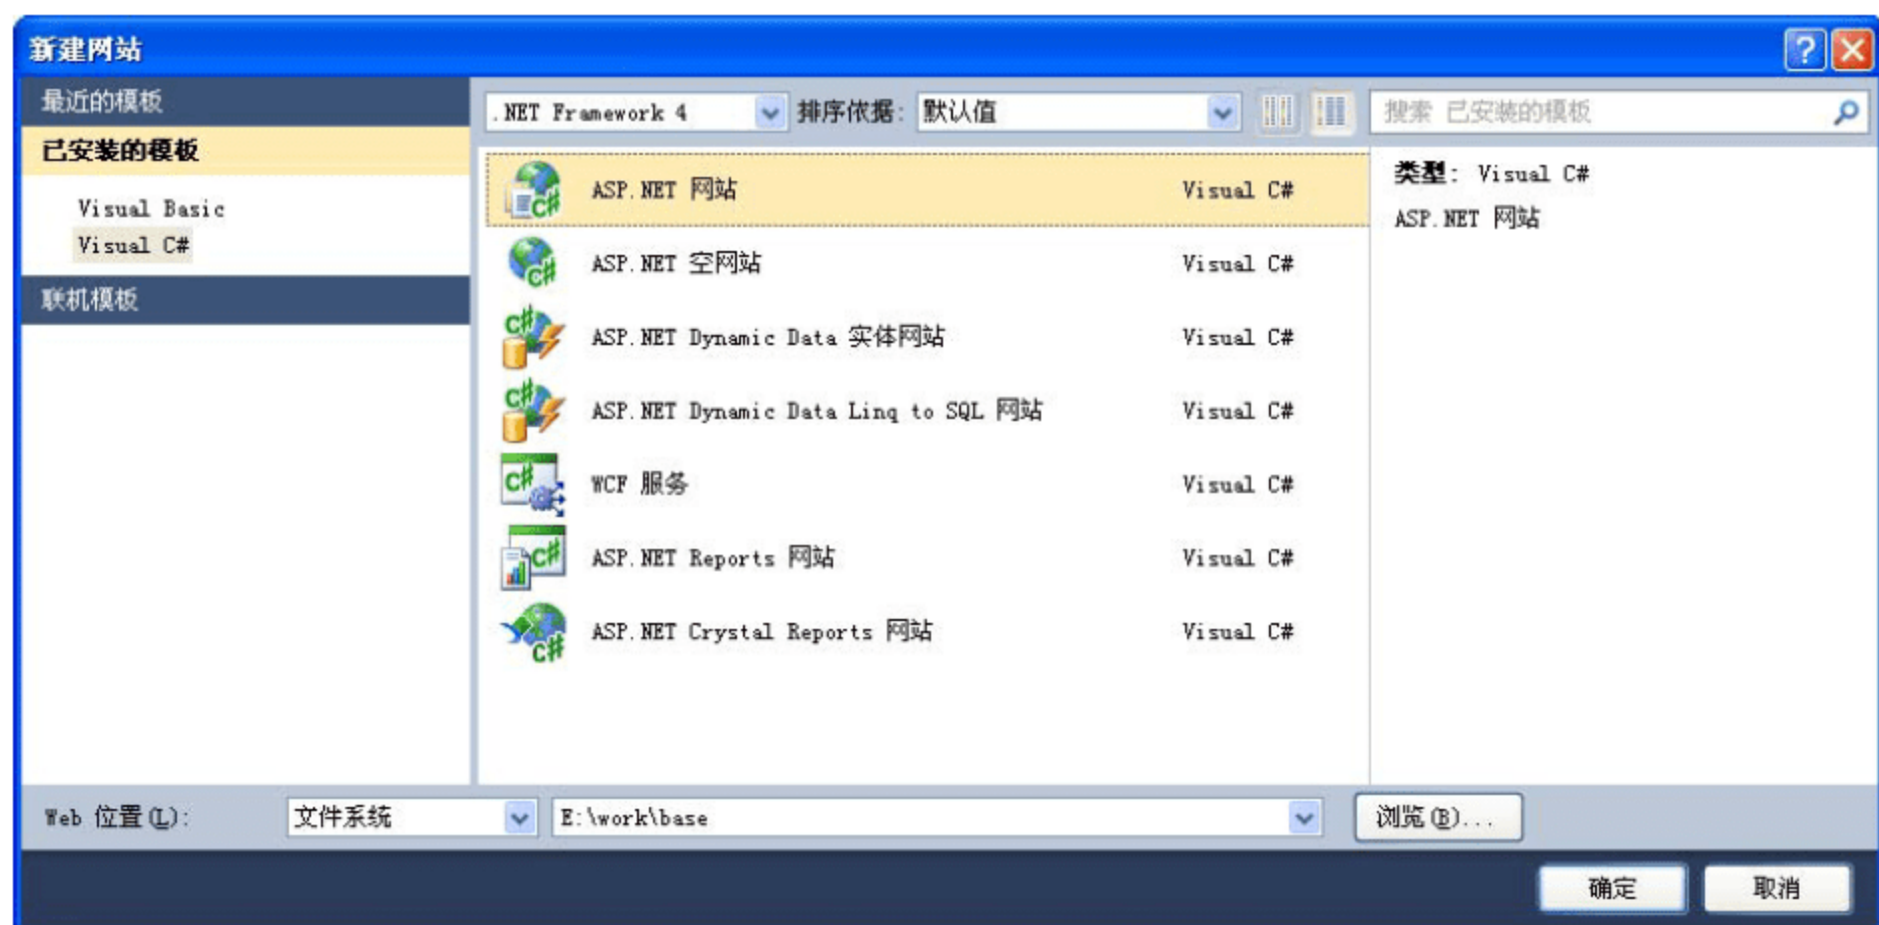 新建网站
最近的模板
已安装的模板
Visual Basic
Visual C#
联机模板
.NET Framework 4 排序依据: 默认值
搜索 已安装的模板
ASP.NET 网站 Visual C#
ASP.NET 空网站 Visual C#
ASP.NET Dynamic Data 实体网站 Visual C#
ASP.NET Dynamic Data Linq to SQL 网站 Visual C#
WCF 服务 Visual C#
ASP.NET Reports 网站 Visual C#
ASP.NET Crystal Reports 网站 Visual C#
类型: Visual C#
ASP.NET 网站
Web 位置(L): 文件系统 E:\work\base 浏览(B)...
确定 取消